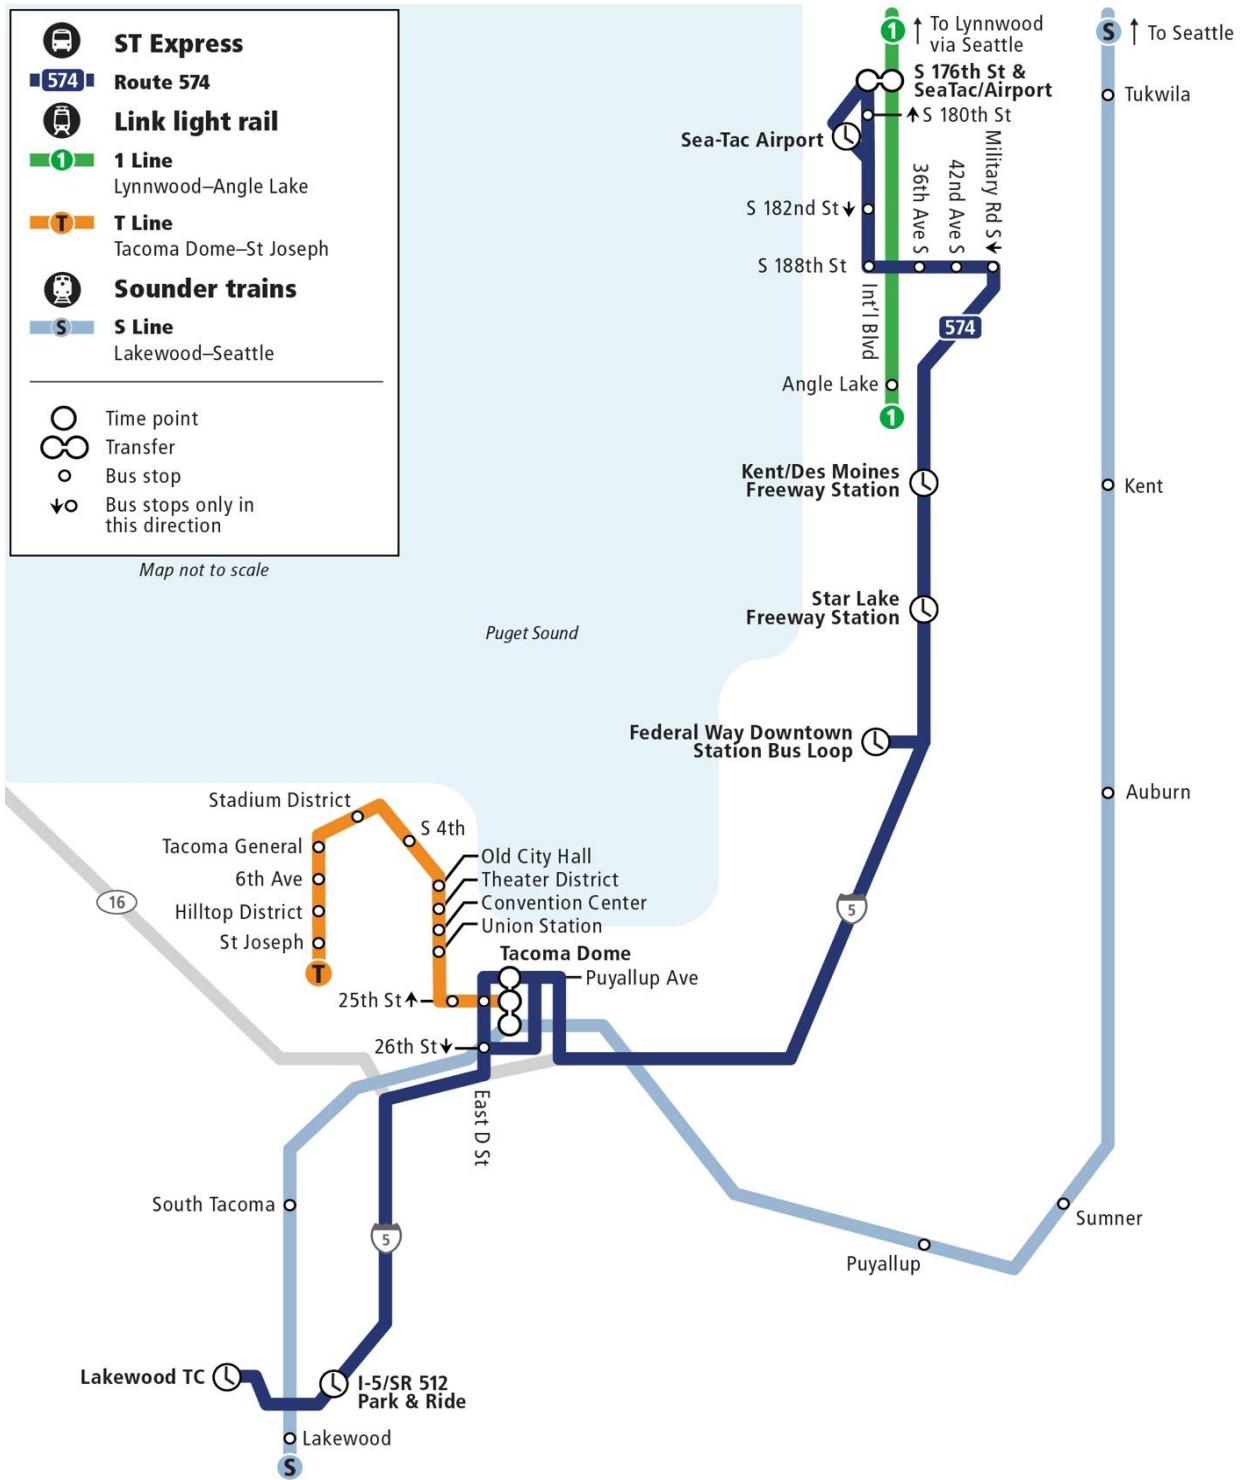 ST Express
574 Route 574
Link light rail
1 1 Line
Lynnwood–Angle Lake
T T Line
Tacoma Dome–St Joseph
Sounder trains
S S Line
Lakewood–Seattle
Time point
Transfer
Bus stop
Bus stops only in
this direction
Map not to scale
Puget Sound
1 ↑ To Lynnwood
via Seattle
S ↑ To Seattle
S 176th St &
SeaTac/Airport
Tukwila
↑ S 180th St
Sea-Tac Airport
Military Rd S ↓
36th Ave S
42nd Ave S
S 182nd St ↓
S 188th St
Int'l Blvd
574
Angle Lake
1
Kent/Des Moines
Freeway Station
Kent
Star Lake
Freeway Station
Federal Way Downtown
Station Bus Loop
Auburn
Stadium District
S 4th
Tacoma General
Old City Hall
6th Ave
Theater District
16
Convention Center
5
Hilltop District
Union Station
St Joseph
Tacoma Dome
T
Puyallup Ave
25th St ↑
26th St ↓
East D St
South Tacoma
Sumner
5
Puyallup
Lakewood TC
I-5/SR 512
Park & Ride
Lakewood
S